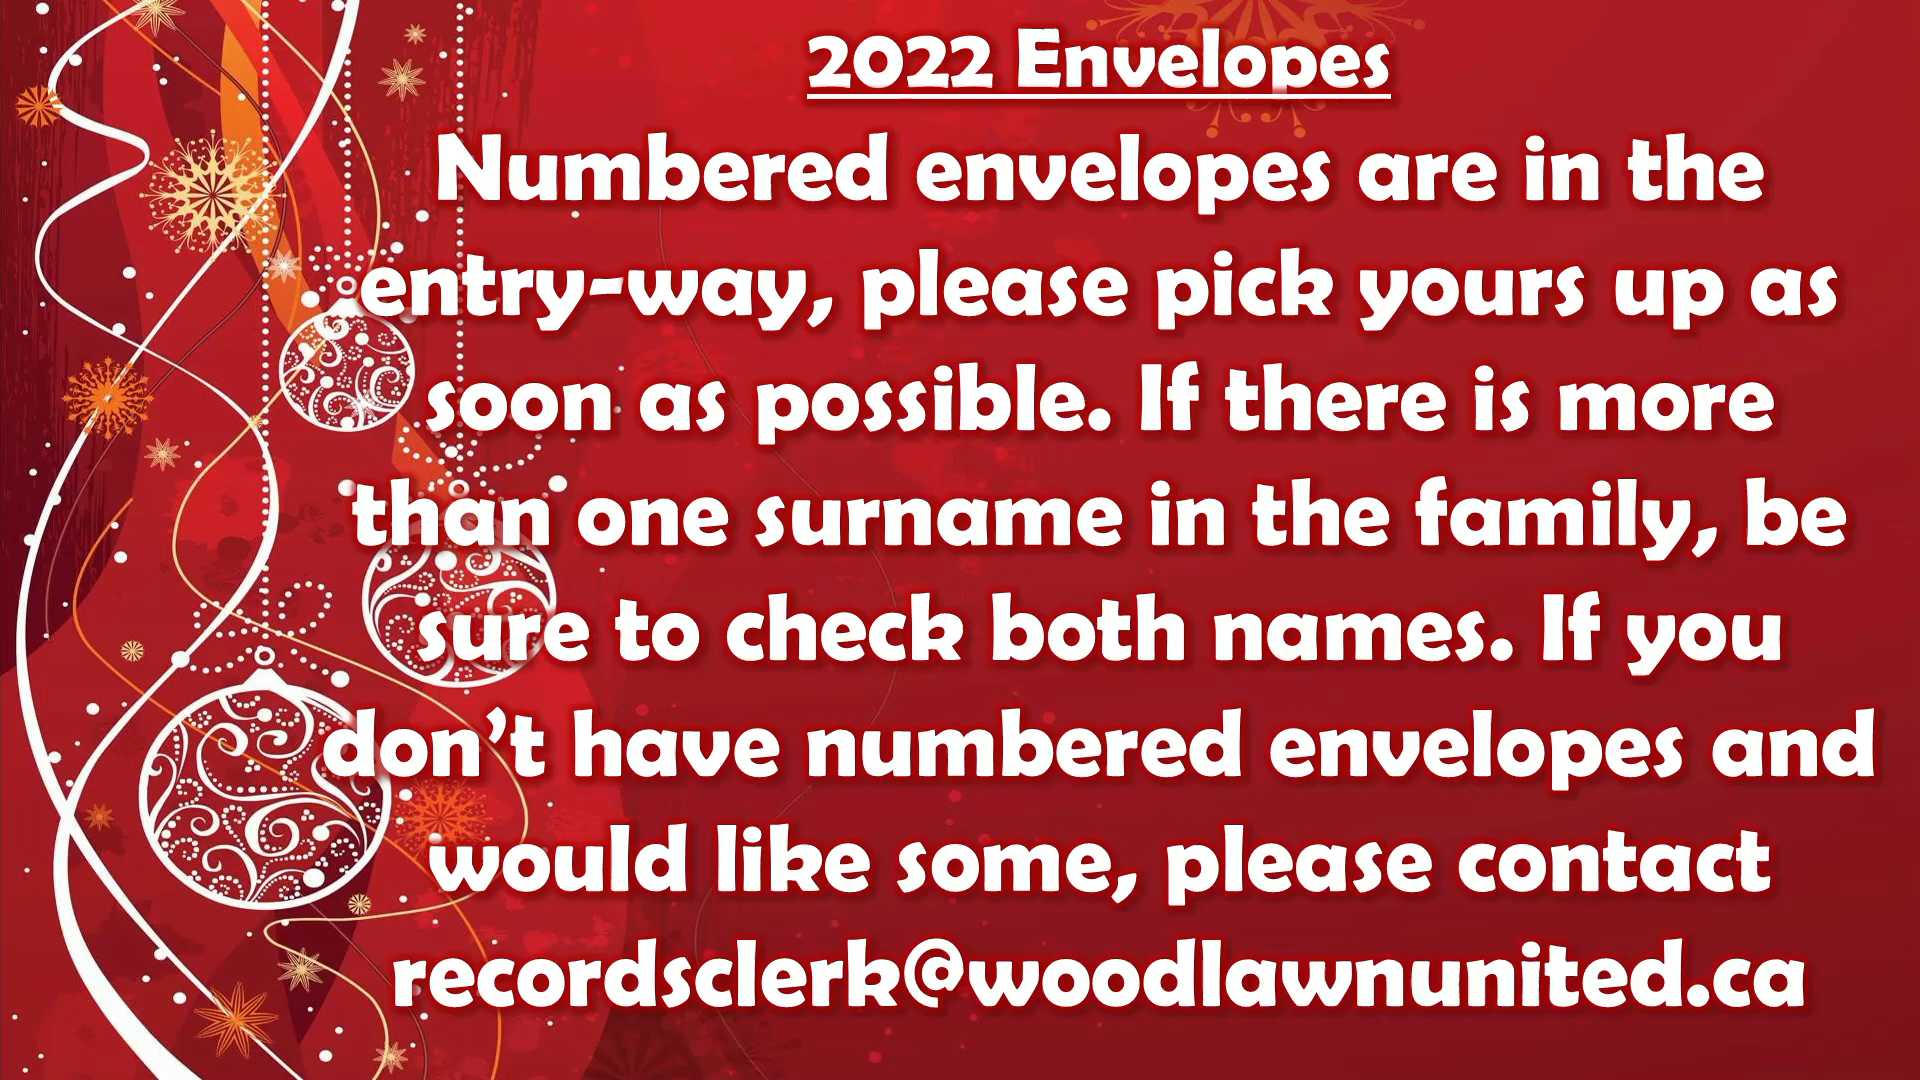 2022 Envelopes
Numbered envelopes are in the
entry-way, please pick yours up as
soon as possible. If there is more
than one surname in the family, be
sure to check both names. If you
don’t have numbered envelopes and
would like some, please contact
recordsclerk@woodlawnunited.ca